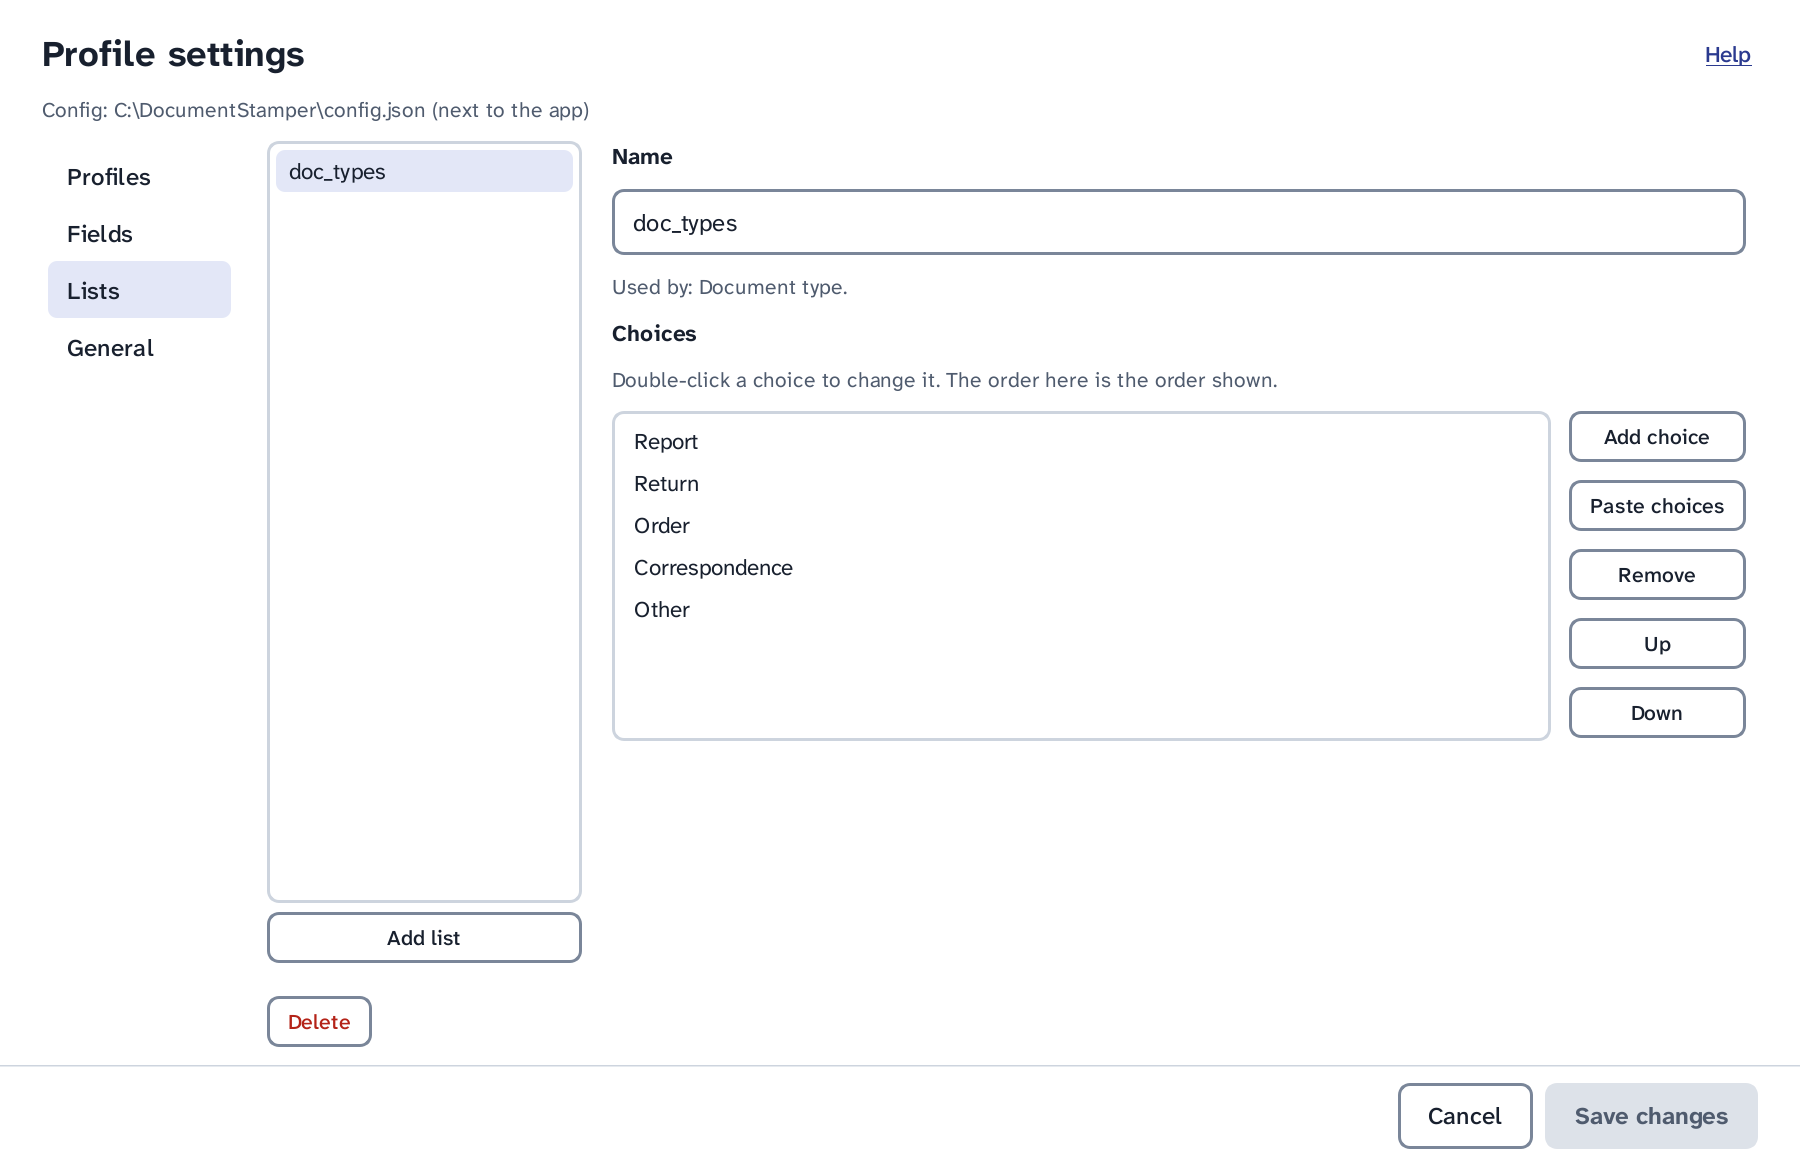 Profile settings
Help
Config: C:\DocumentStamper\config.json (next to the app)
Profiles
Fields
Lists
General
doc_types
Add list
Delete
Name
doc_types
Used by: Document type.
Choices
Double-click a choice to change it. The order here is the order shown.
Report
Return
Order
Correspondence
Other
Add choice
Paste choices
Remove
Up
Down
Cancel
Save changes